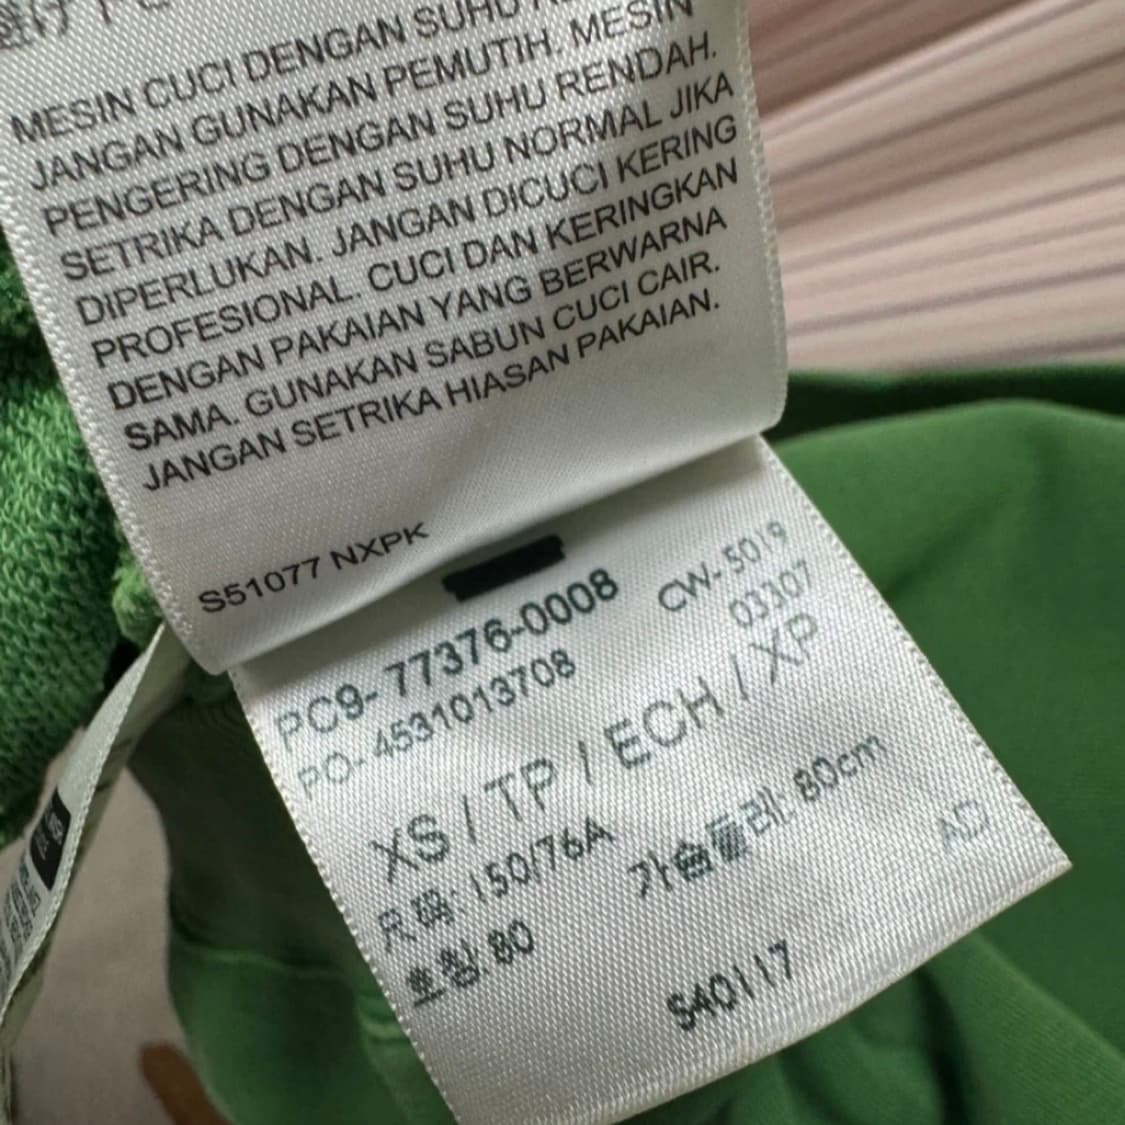 MESIN CUCI DENGAN SUHU
JANGAN GUNAKAN PEMUTIH. MESIN
PENGERING DENGAN SUHU RENDAH.
SETRIKA DENGAN SUHU NORMAL JIKA
DIPERLUKAN. JANGAN DICUCI KERING
PROFESIONAL. CUCI DAN KERINGKAN
DENGAN PAKAIAN YANG BERWARNA
SAMA. GUNAKAN SABUN CUCI CAIR.
JANGAN SETRIKA HIASAN PAKAIAN.
S51077 NXPK
PC9-77376-0008 CW-5019
PO-4531013708 03307
XS / TP / ECH / XP
尺码: 150/76A 가슴둘레: 80cm
호칭: 80 AD
S40117